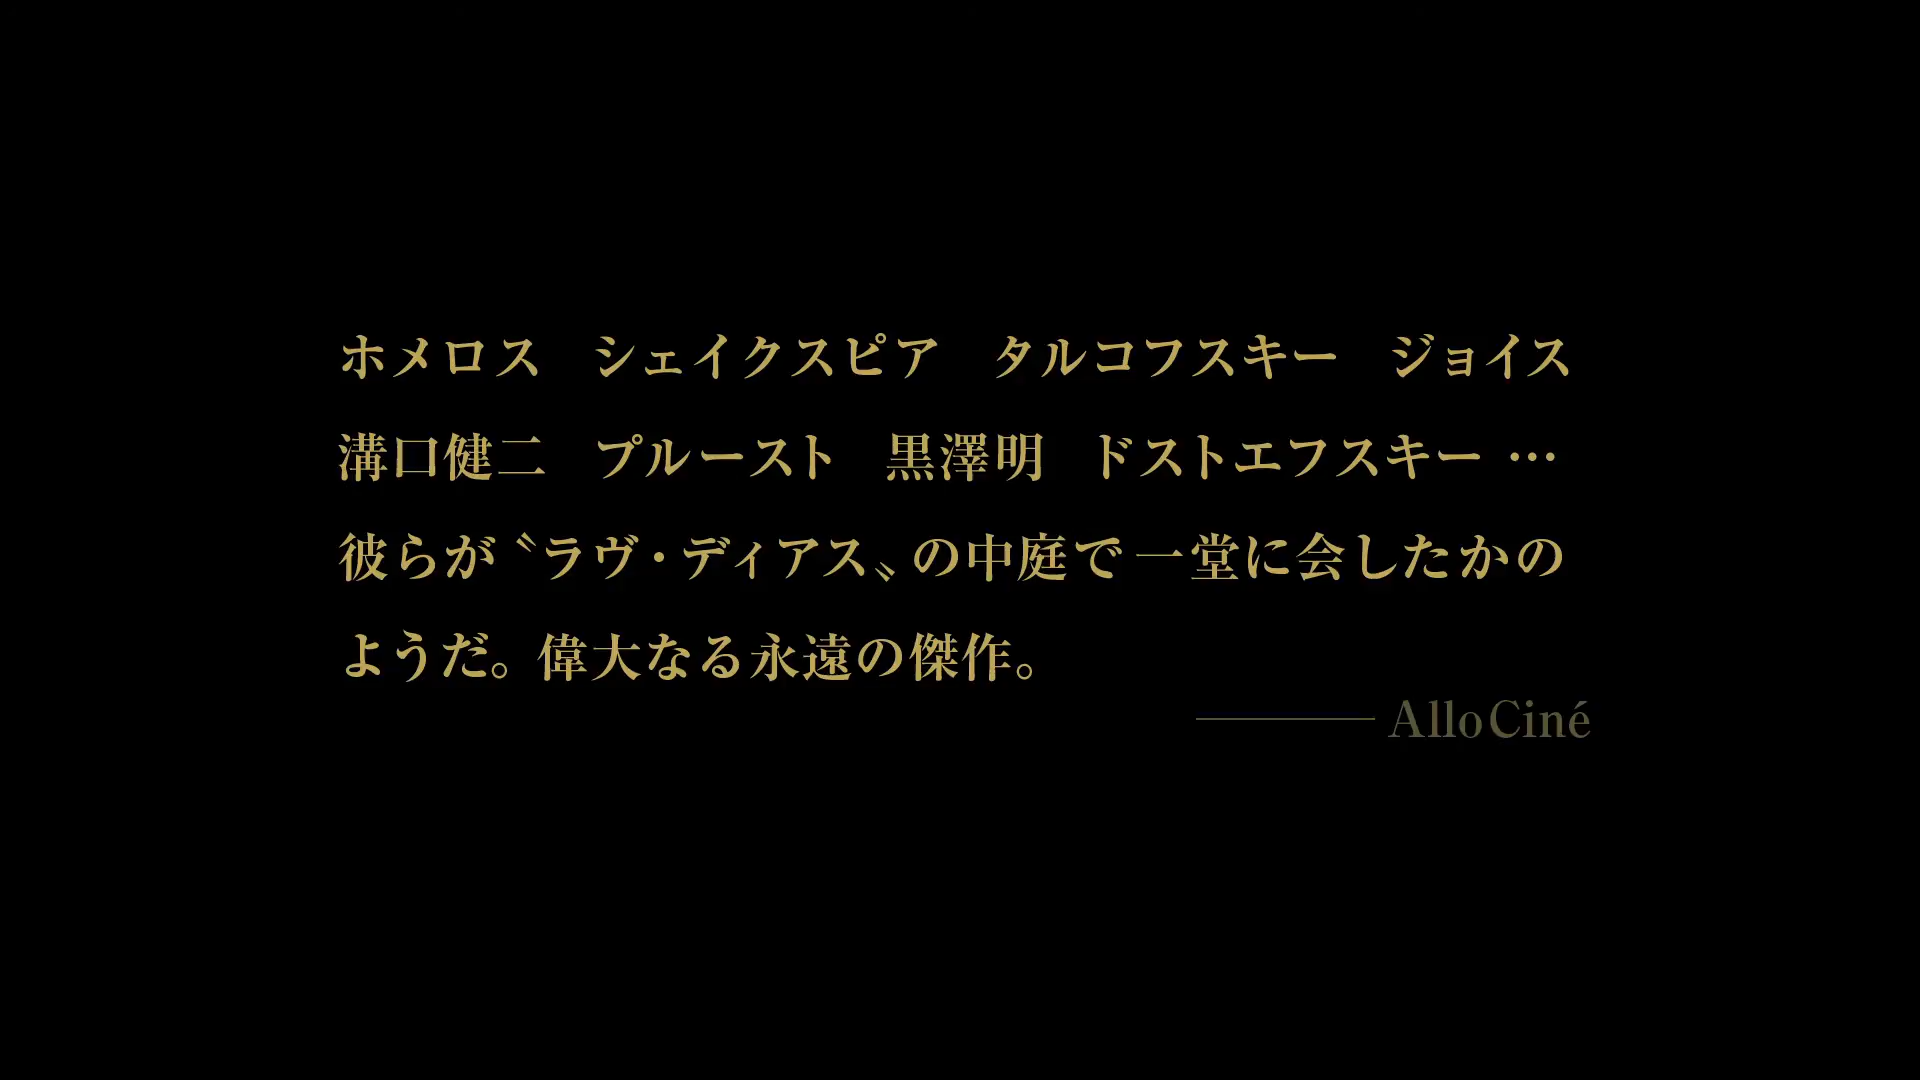 ホメロス　シェイクスピア　タルコフスキー　ジョイス
溝口健二　プルースト　黒澤明　ドストエフスキー …
彼らが〝ラヴ・ディアス〟の中庭で一堂に会したかの
ようだ。偉大なる永遠の傑作。
――― AlloCiné